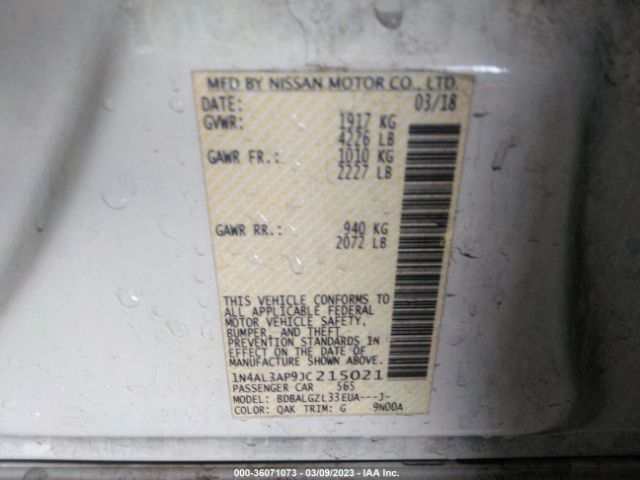 MFD BY NISSAN MOTOR CO., LTD.
DATE: 03/18
GVWR: 1917 KG
4226 LB
GAWR FR.: 1010 KG
2227 LB
GAWR RR.: 940 KG
2072 LB
THIS VEHICLE CONFORMS TO
ALL APPLICABLE FEDERAL
MOTOR VEHICLE SAFETY,
BUMPER, AND THEFT
PREVENTION STANDARDS IN
EFFECT ON THE DATE OF
MANUFACTURE SHOWN ABOVE.
1N4AL3AP9JC215021
PASSENGER CAR 565
MODEL: BDBALGZL33EUA---J-
COLOR: QAK TRIM: G 9N00A
000-36071073 - 03/09/2023 - IAA Inc.